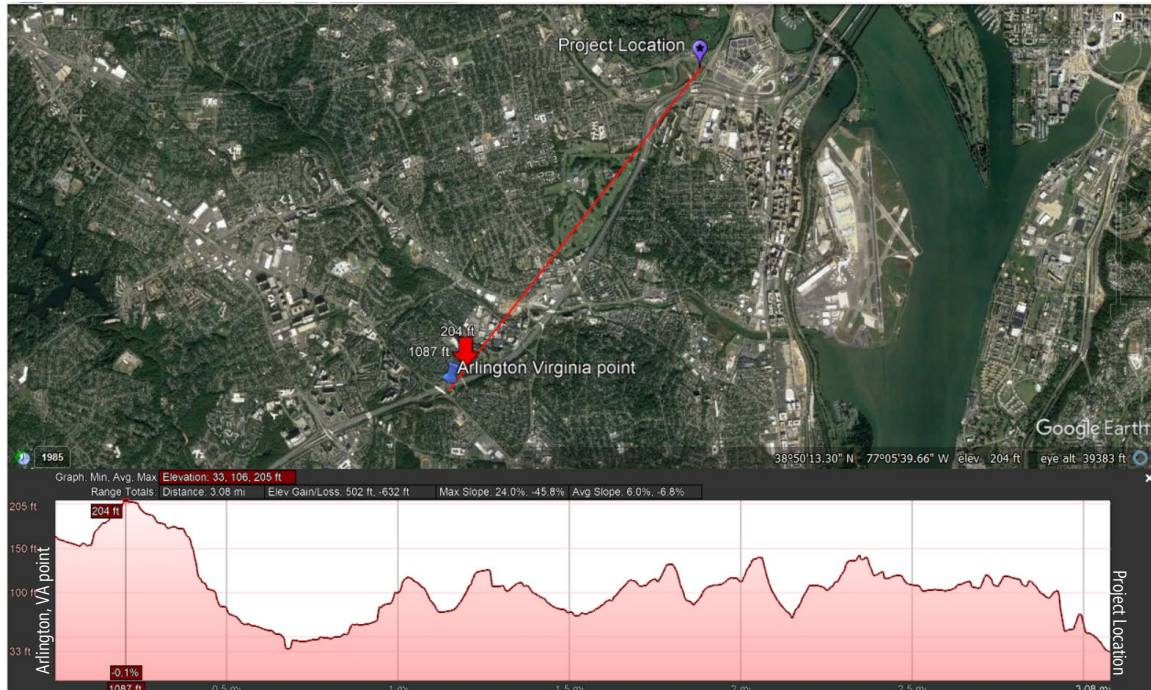 N
Project Location
204 ft
1087 ft
Arlington Virginia point
Google Earth
1985
38°50'13.30" N 77°05'39.66" W elev 204 ft eye alt 39383 ft
Graph: Min, Avg, Max Elevation: 33, 106, 205 ft
Range Totals: Distance: 3.08 mi Elev Gain/Loss: 502 ft, -632 ft Max Slope: 24.0%, -45.8% Avg Slope: 6.0%, -6.8%
205 ft
204 ft
150 ft
100 ft
33 ft
Arlington, VA point
Project Location
-0.1%
1087 ft
0.5 mi
1 mi
1.5 mi
2 mi
2.5 mi
3.08 mi